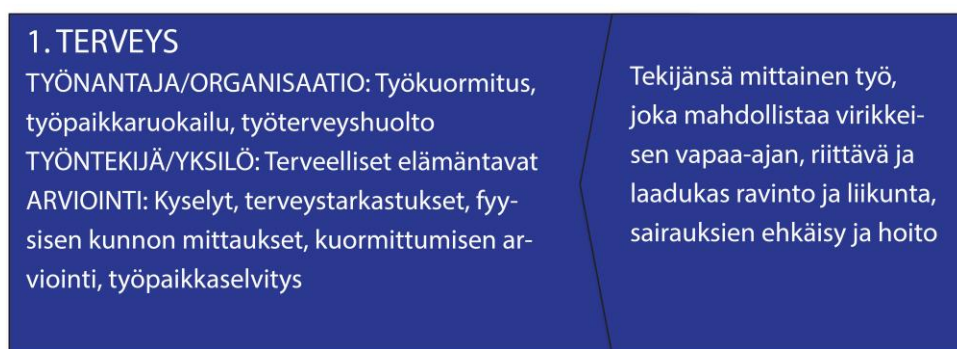 1. TERVEYS
TYÖNANTAJA/ORGANISAATIO: Työkuormitus,
työpaikkaruokailu, työterveyshuolto
TYÖNTEKIJÄ/YKSILÖ: Terveelliset elämäntavat
ARVIOINTI: Kyselyt, terveystarkastukset, fyy-
sisen kunnon mittaukset, kuormittumisen ar-
viointi, työpaikkaselvitys
Tekijänsä mittainen työ,
joka mahdollistaa virikkei-
sen vapaa-ajan, riittävä ja
laadukas ravinto ja liikunta,
sairauksien ehkäisy ja hoito